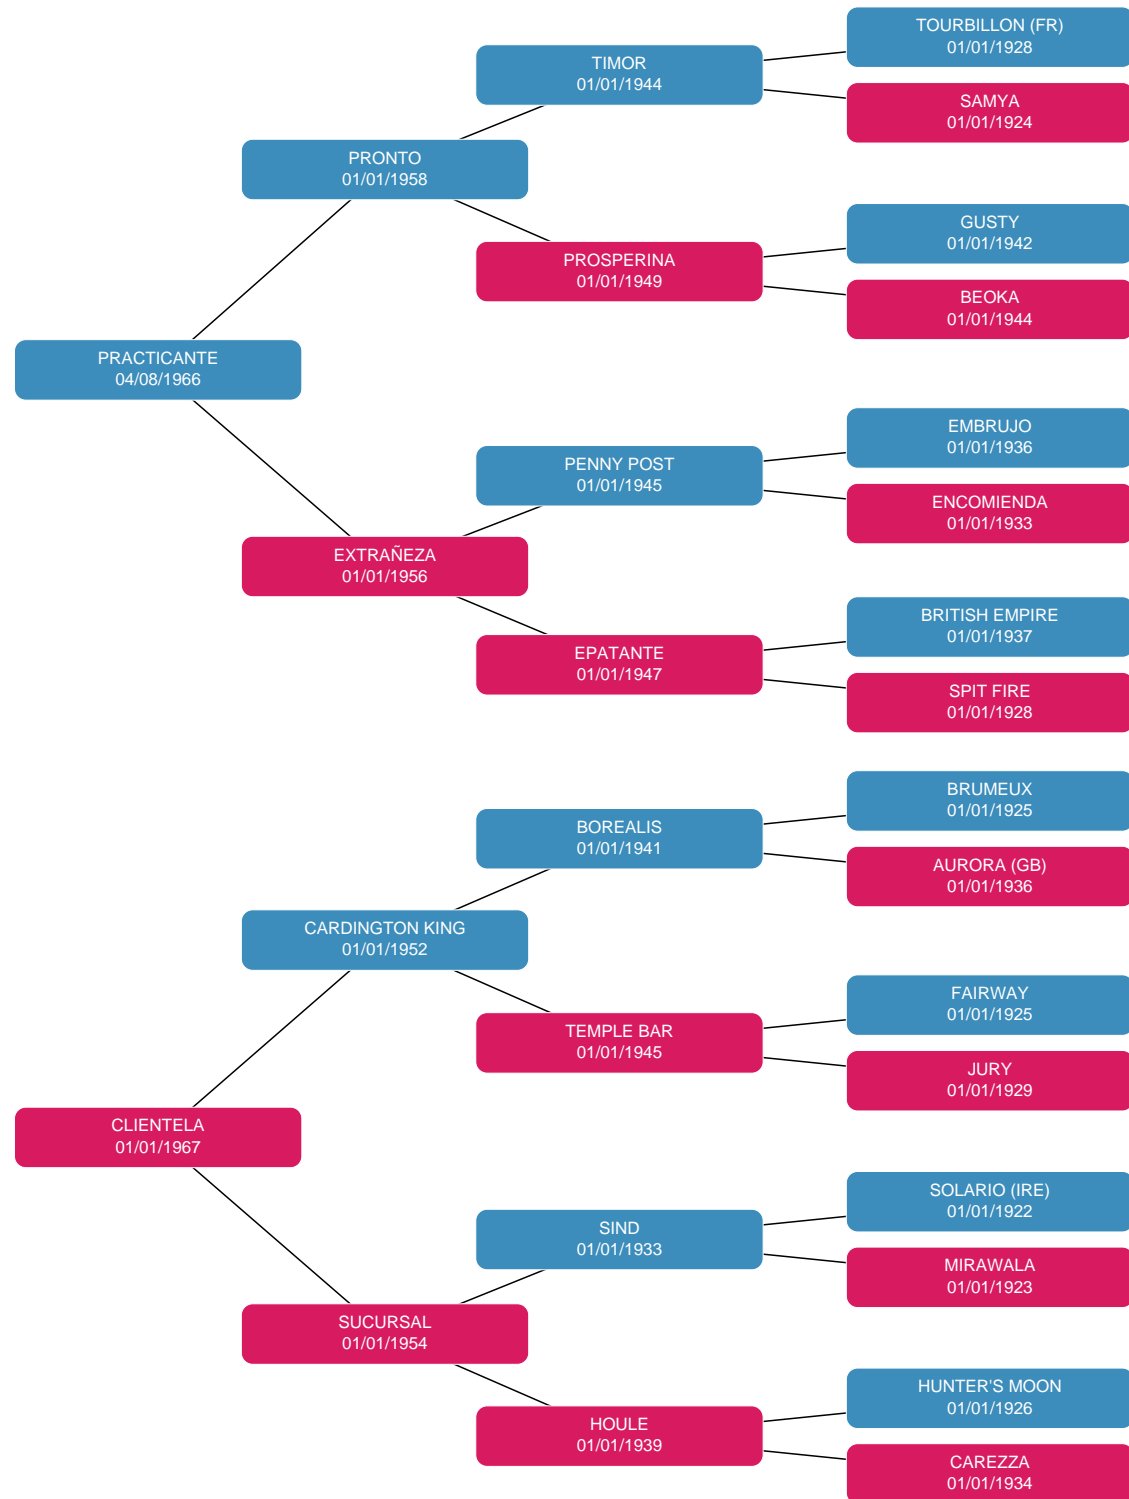 TOURBILLON (FR)
01/01/1928
TIMOR
01/01/1944
SAMYA
01/01/1924
PRONTO
01/01/1958
GUSTY
01/01/1942
PROSPERINA
01/01/1949
BEOKA
01/01/1944
PRACTICANTE
04/08/1966
EMBRUJO
01/01/1936
PENNY POST
01/01/1945
ENCOMIENDA
01/01/1933
EXTRAÑEZA
01/01/1956
BRITISH EMPIRE
01/01/1937
EPATANTE
01/01/1947
SPIT FIRE
01/01/1928
BRUMEUX
01/01/1925
BOREALIS
01/01/1941
AURORA (GB)
01/01/1936
CARDINGTON KING
01/01/1952
FAIRWAY
01/01/1925
TEMPLE BAR
01/01/1945
JURY
01/01/1929
CLIENTELA
01/01/1967
SOLARIO (IRE)
01/01/1922
SIND
01/01/1933
MIRAWALA
01/01/1923
SUCURSAL
01/01/1954
HUNTER'S MOON
01/01/1926
HOULE
01/01/1939
CAREZZA
01/01/1934